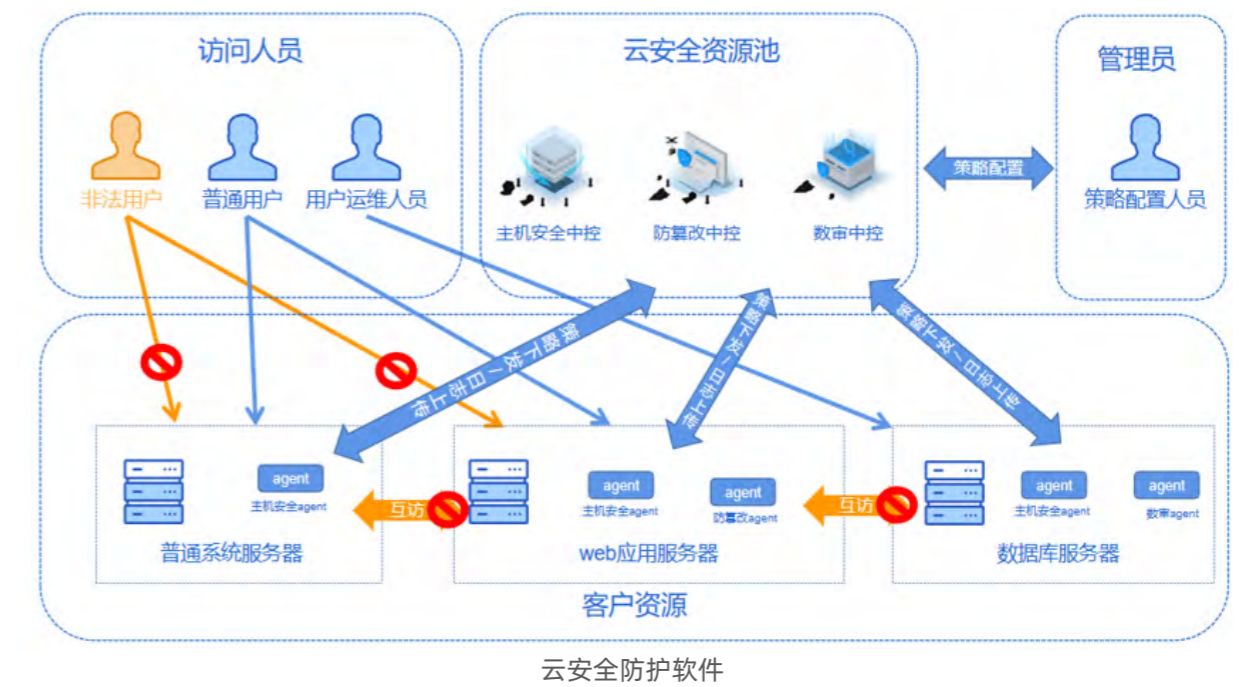 访问人员
云安全资源池
管理员
非法用户
普通用户
用户运维人员
主机安全中控
防篡改中控
数审中控
策略配置
策略配置人员
策略下发/日志上传
策略下发/日志上传
策略下发/日志上传
agent
主机安全agent
互访
普通系统服务器
agent
主机安全agent
agent
防篡改agent
互访
web应用服务器
agent
主机安全agent
agent
数审agent
数据库服务器
客户资源
云安全防护软件